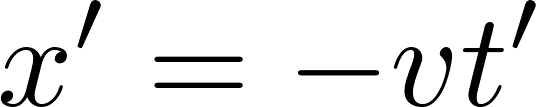 x′ = −vt′